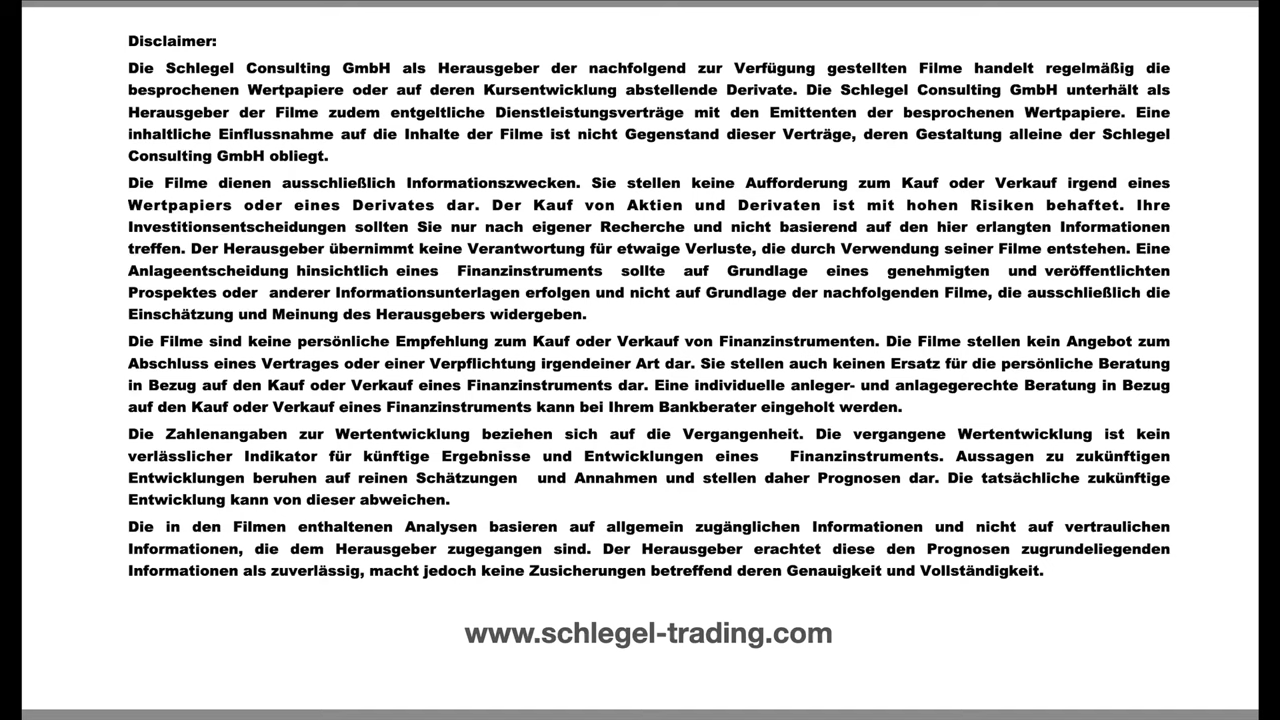 Disclaimer:
Die Schlegel Consulting GmbH als Herausgeber der nachfolgend zur Verfügung gestellten Filme handelt regelmäßig die
besprochenen Wertpapiere oder auf deren Kursentwicklung abstellende Derivate. Die Schlegel Consulting GmbH unterhält als
Herausgeber der Filme zudem entgeltliche Dienstleistungsverträge mit den Emittenten der besprochenen Wertpapiere. Eine
inhaltliche Einflussnahme auf die Inhalte der Filme ist nicht Gegenstand dieser Verträge, deren Gestaltung alleine der Schlegel
Consulting GmbH obliegt.
Die Filme dienen ausschließlich Informationszwecken. Sie stellen keine Aufforderung zum Kauf oder Verkauf irgend eines
Wertpapiers oder eines Derivates dar. Der Kauf von Aktien und Derivaten ist mit hohen Risiken behaftet. Ihre
Investitionsentscheidungen sollten Sie nur nach eigener Recherche und nicht basierend auf den hier erlangten Informationen
treffen. Der Herausgeber übernimmt keine Verantwortung für etwaige Verluste, die durch Verwendung seiner Filme entstehen. Eine
Anlageentscheidung hinsichtlich eines Finanzinstruments sollte auf Grundlage eines genehmigten und veröffentlichten
Prospektes oder anderer Informationsunterlagen erfolgen und nicht auf Grundlage der nachfolgenden Filme, die ausschließlich die
Einschätzung und Meinung des Herausgebers widergeben.
Die Filme sind keine persönliche Empfehlung zum Kauf oder Verkauf von Finanzinstrumenten. Die Filme stellen kein Angebot zum
Abschluss eines Vertrages oder einer Verpflichtung irgendeiner Art dar. Sie stellen auch keinen Ersatz für die persönliche Beratung
in Bezug auf den Kauf oder Verkauf eines Finanzinstruments dar. Eine individuelle anleger- und anlagegerechte Beratung in Bezug
auf den Kauf oder Verkauf eines Finanzinstruments kann bei Ihrem Bankberater eingeholt werden.
Die Zahlenangaben zur Wertentwicklung beziehen sich auf die Vergangenheit. Die vergangene Wertentwicklung ist kein
verlässlicher Indikator für künftige Ergebnisse und Entwicklungen eines Finanzinstruments. Aussagen zu zukünftigen
Entwicklungen beruhen auf reinen Schätzungen und Annahmen und stellen daher Prognosen dar. Die tatsächliche zukünftige
Entwicklung kann von dieser abweichen.
Die in den Filmen enthaltenen Analysen basieren auf allgemein zugänglichen Informationen und nicht auf vertraulichen
Informationen, die dem Herausgeber zugegangen sind. Der Herausgeber erachtet diese den Prognosen zugrundeliegenden
Informationen als zuverlässig, macht jedoch keine Zusicherungen betreffend deren Genauigkeit und Vollständigkeit.
www.schlegel-trading.com